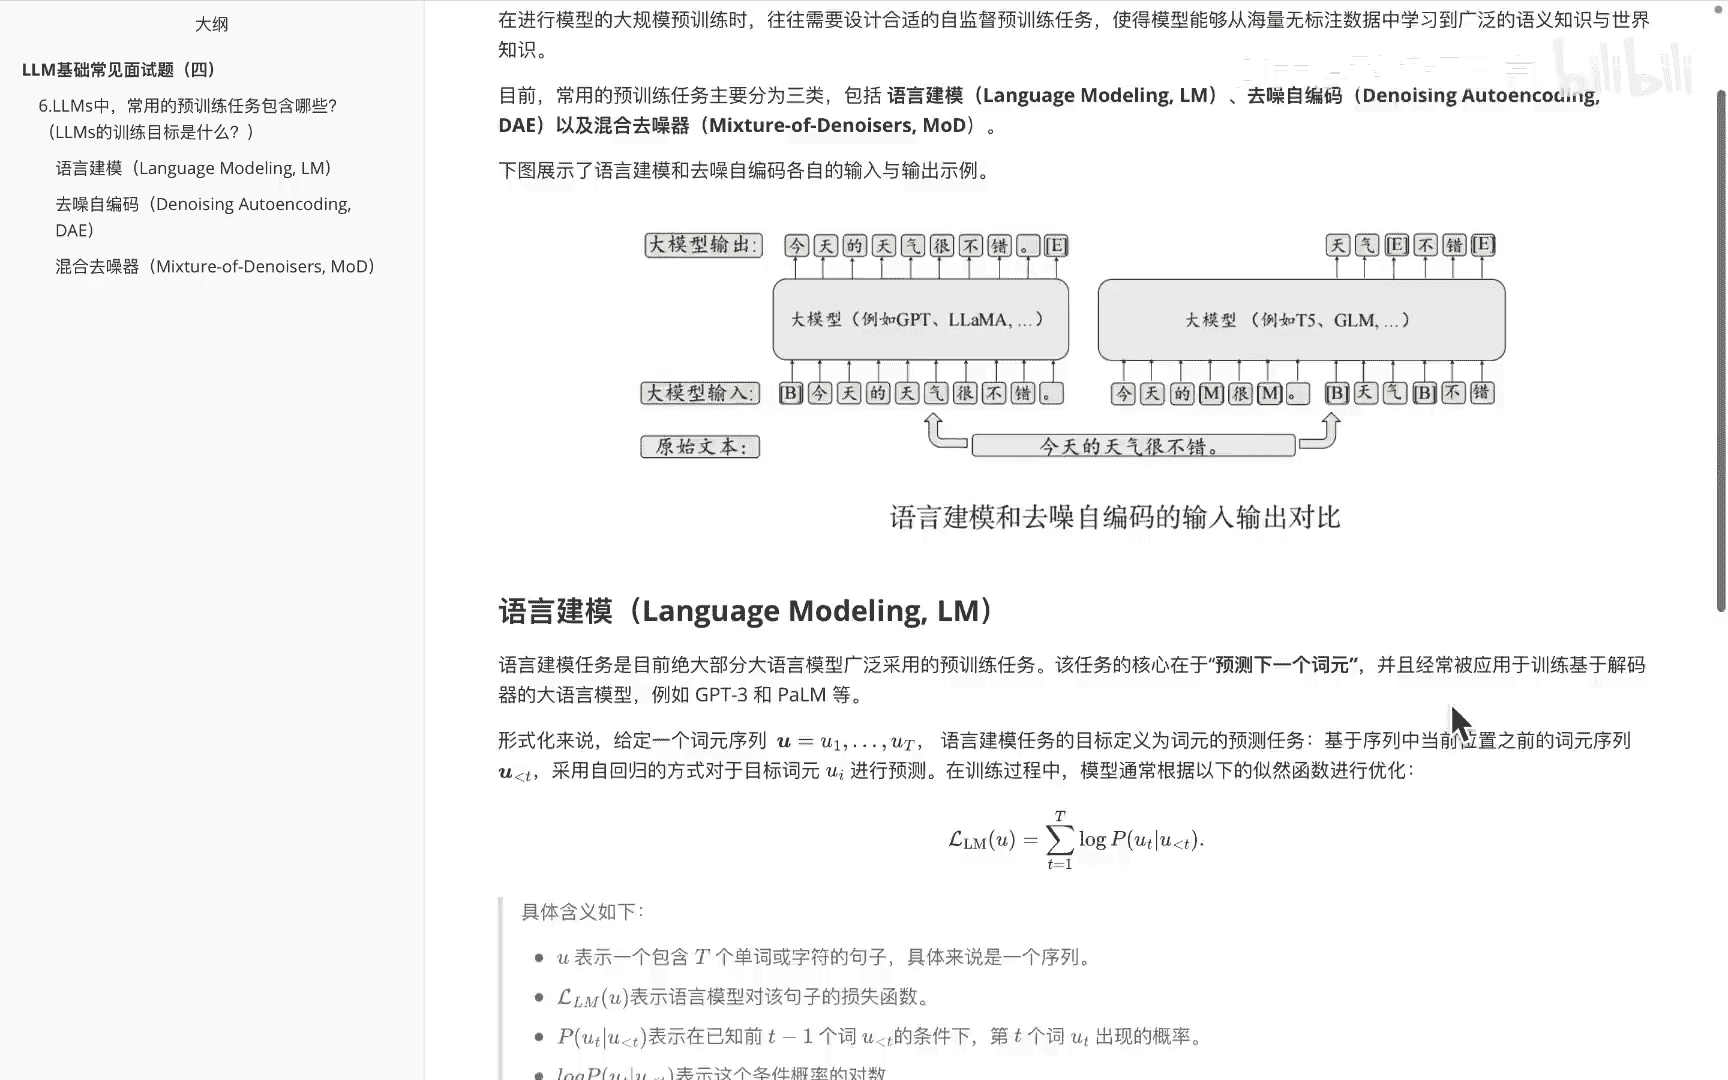 大纲
LLM基础常见面试题（四）
6.LLMs中，常用的预训练任务包含哪些？
（LLMs的训练目标是什么？）
语言建模（Language Modeling, LM）
去噪自编码（Denoising Autoencoding,
DAE）
混合去噪器（Mixture-of-Denoisers, MoD）
在进行模型的大规模预训练时，往往需要设计合适的自监督预训练任务，使得模型能够从海量无标注数据中学习到广泛的语义知识与世界
知识。
bilibili
目前，常用的预训练任务主要分为三类，包括 语言建模（Language Modeling, LM）、去噪自编码（Denoising Autoencoding,
DAE）以及混合去噪器（Mixture-of-Denoisers, MoD）。
下图展示了语言建模和去噪自编码各自的输入与输出示例。
大模型输出: 今 天 的 天 气 很 不 错 。 [E] 天 气 [E] 不 错 [E]
大模型（例如GPT、LLaMA, ...） 大模型（例如T5、GLM, ...）
大模型输入: [B] 今 天 的 天 气 很 不 错 。 今 天 的 [M] 很 [M] 。 [B] 天 气 [B] 不 错
原始文本: 今天的天气很不错。
语言建模和去噪自编码的输入输出对比
语言建模（Language Modeling, LM）
语言建模任务是目前绝大部分大语言模型广泛采用的预训练任务。该任务的核心在于“预测下一个词元”，并且经常被应用于训练基于解码
器的大语言模型，例如 GPT-3 和 PaLM 等。
形式化来说，给定一个词元序列 u = u₁, . . . , u_T， 语言建模任务的目标定义为词元的预测任务：基于序列中当前位置之前的词元序列
u_{<t}，采用自回归的方式对于目标词元 u_i 进行预测。在训练过程中，模型通常根据以下的似然函数进行优化：
ℒ_LM(u) = ∑_{t=1}^{T} log P(u_t|u_{<t}).
具体含义如下：
• u 表示一个包含 T 个单词或字符的句子，具体来说是一个序列。
• ℒ_LM(u)表示语言模型对该句子的损失函数。
• P(u_t|u_{<t})表示在已知前 t − 1 个词 u_{<t}的条件下，第 t 个词 u_t 出现的概率。
• logP(u_t|u_{<t})表示这个条件概率的对数